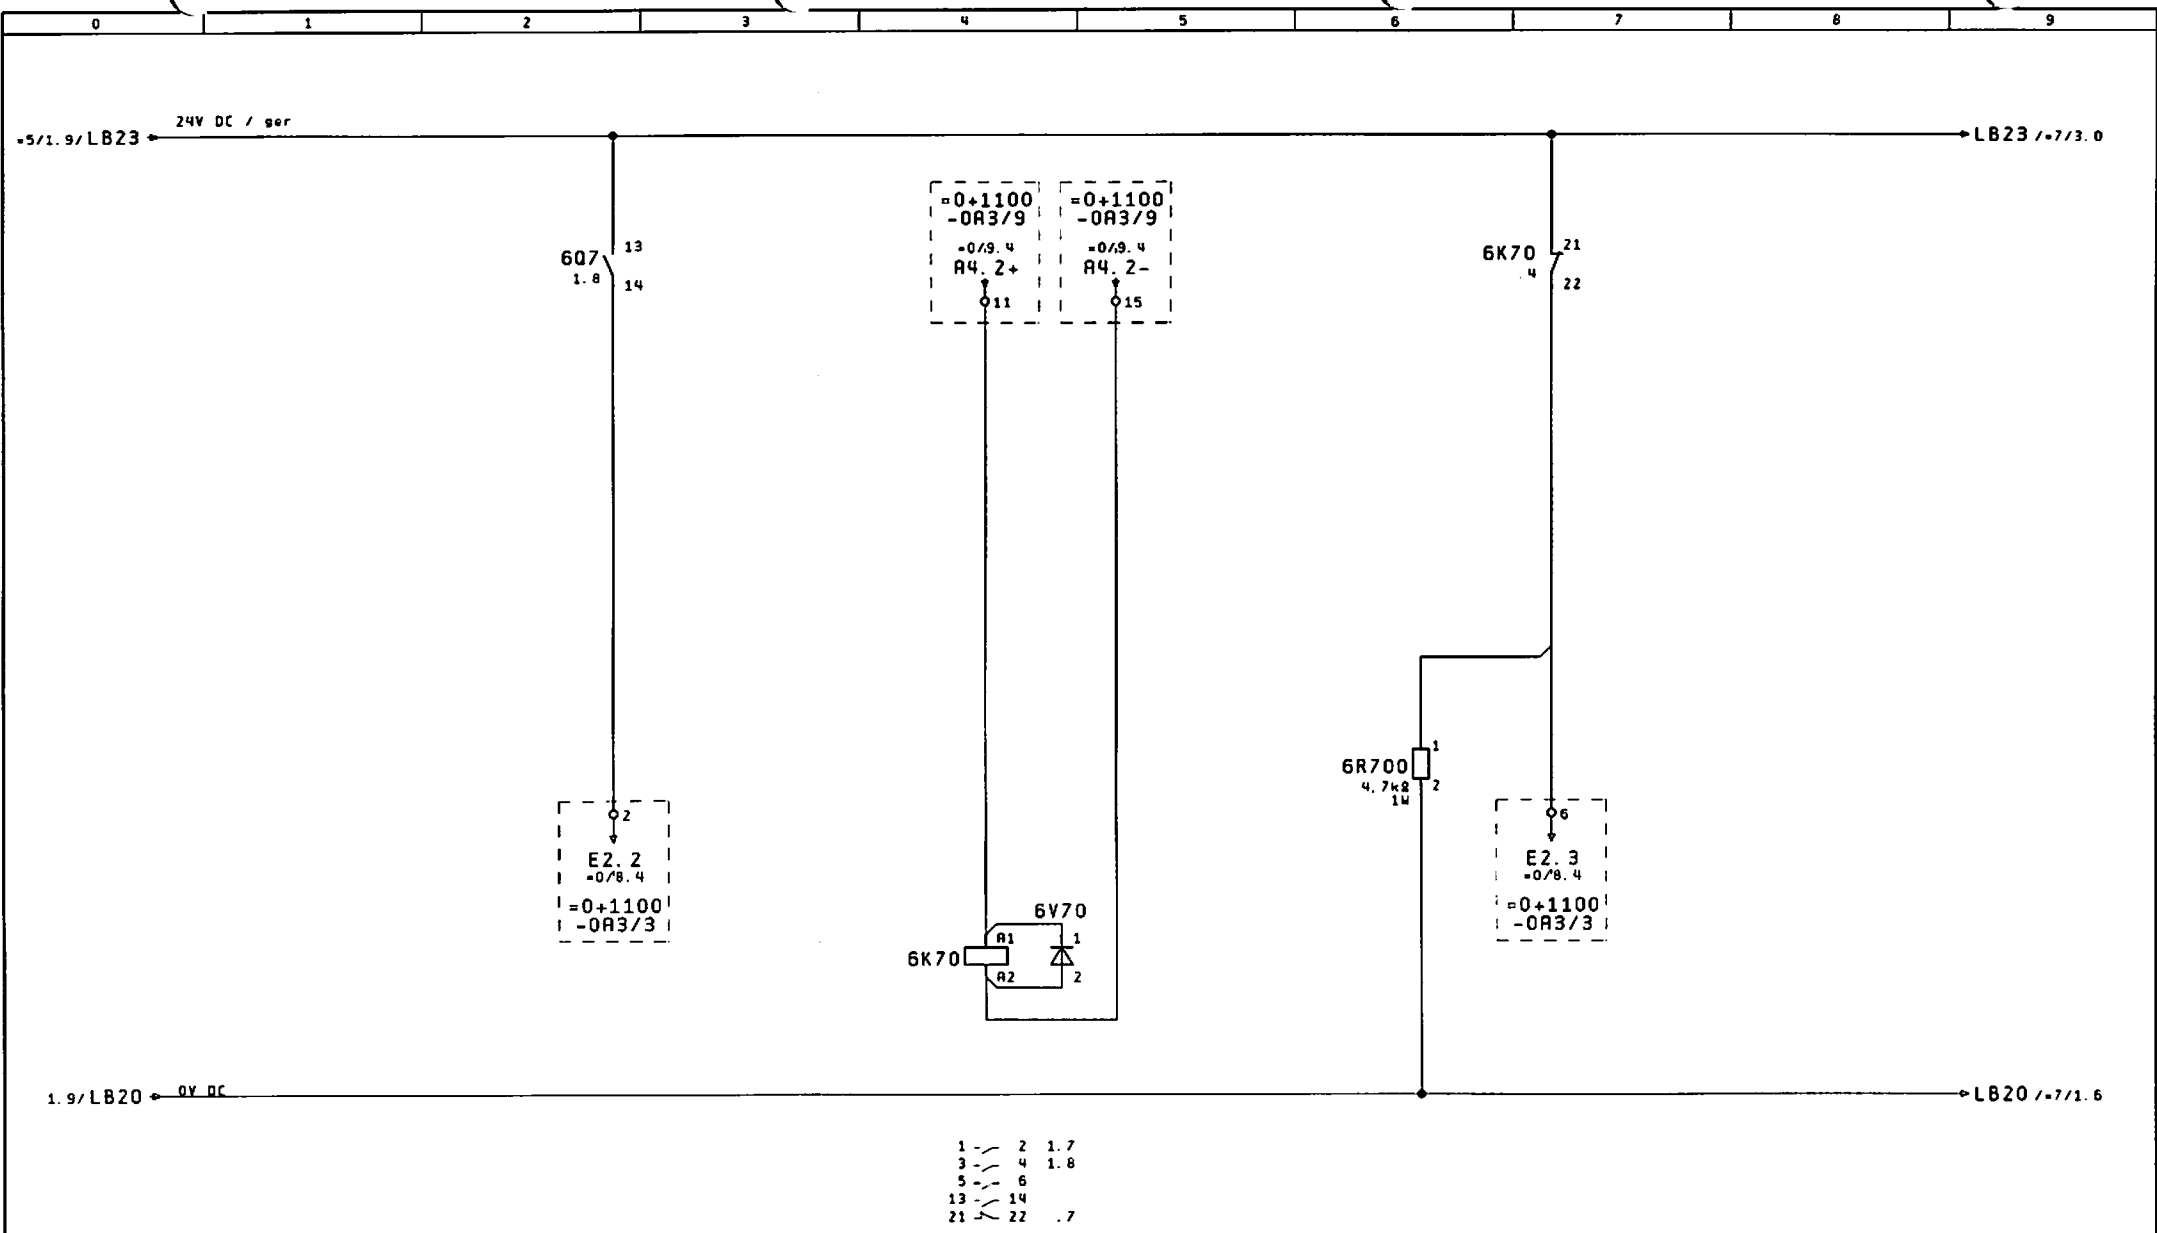 0 1 2 3 4 5 6 7 8 9
24V DC / ger
=5/1.9/LB23
LB23/=7/3.0
=0+1100
-0A3/9
=0/9.4
A4.2+
11
=0+1100
-0A3/9
=0/9.4
A4.2-
15
6Q7
1.8
13
14
6K70
.4
21
22
6R700
4,7kΩ
1W
1
2
2
E2.2
=0/8.4
=0+1100
-0A3/3
6
E2.3
=0/8.4
=0+1100
-0A3/3
6V70
1
2
6K70
A1
A2
1.9/LB20
0V DC
LB20/=7/1.6
1 2 1.7
3 4 1.8
5 6
13 14
21 22 .7